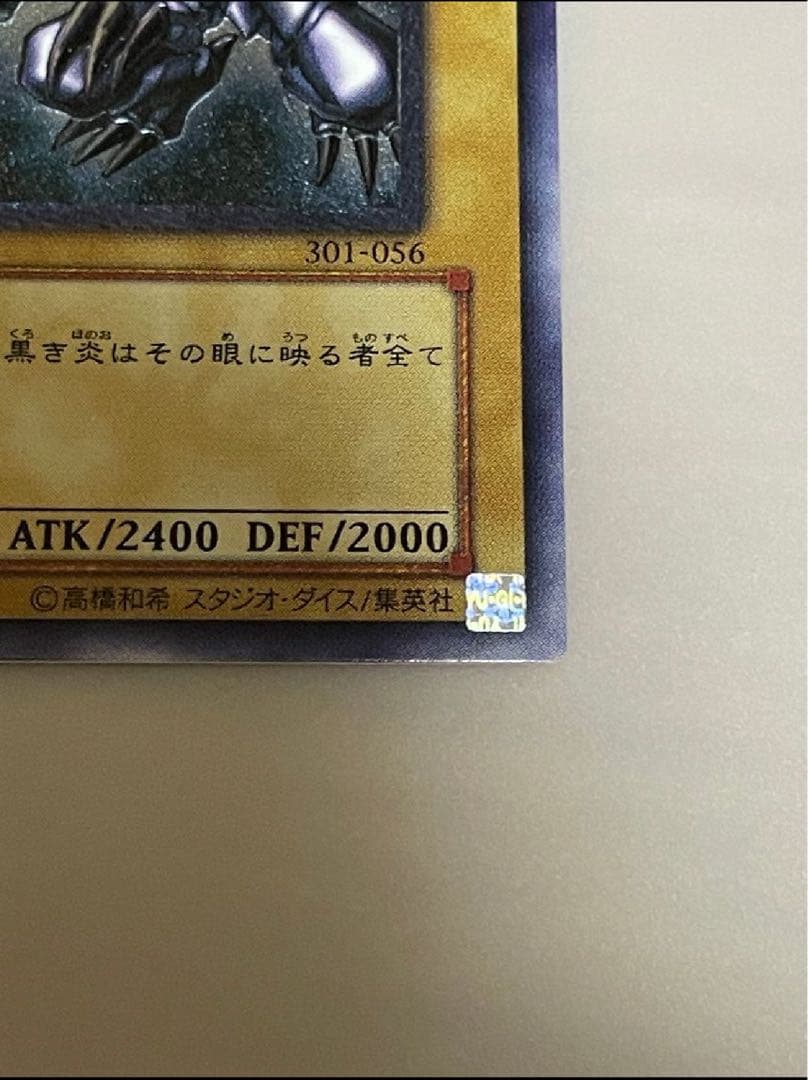 301-056
黒き炎はその眼に映る者全て
ATK/2400 DEF/2000
©高橋和希 スタジオ・ダイス/集英社